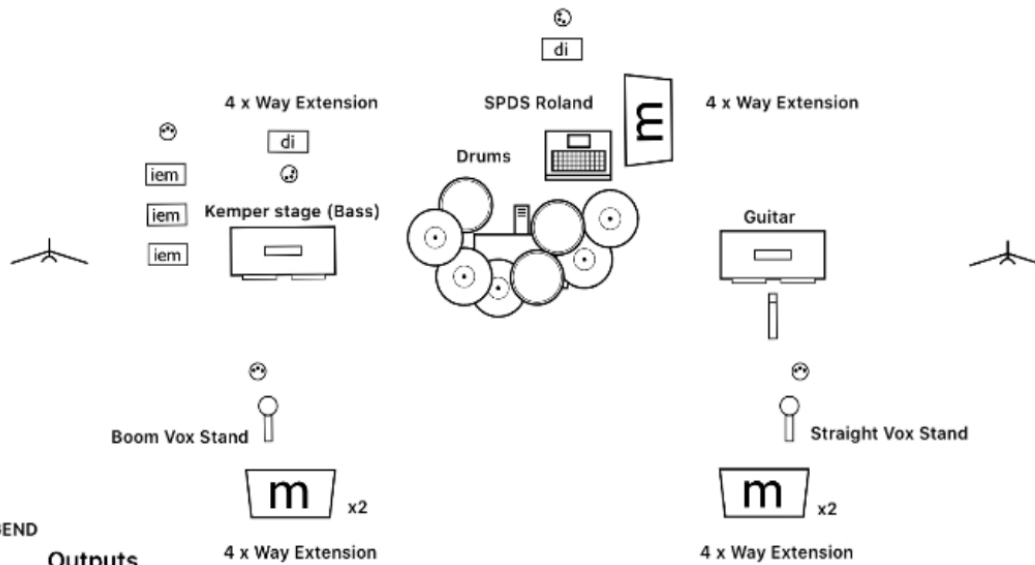 di
4 x Way Extension
SPDS Roland
m
4 x Way Extension
di
Drums
iem
iem
Kemper stage (Bass)
Guitar
iem
Boom Vox Stand
Straight Vox Stand
m
x2
m
x2
4 x Way Extension
4 x Way Extension
Outputs